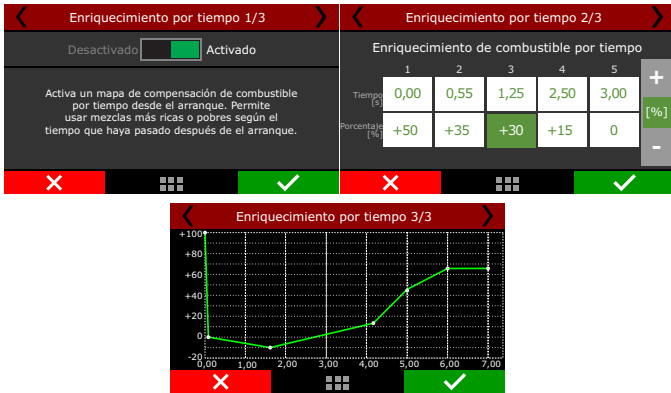 Enriquecimiento por tiempo 1/3
Desactivado Activado
Activa un mapa de compensación de combustible
por tiempo desde el arranque. Permite
usar mezclas más ricas o pobres según el
tiempo que haya pasado después de el arranque.
Enriquecimiento por tiempo 2/3
Enriquecimiento de combustible por tiempo
1 2 3 4 5
Tiempo [s] 0,00 0,55 1,25 2,50 3,00
Porcentaje [%] +50 +35 +30 +15 0
+
[%]
-
Enriquecimiento por tiempo 3/3
+100
+80
+60
+40
+20
0
-20
0,00 1,00 2,00 3,00 4,00 5,00 6,00 7,00